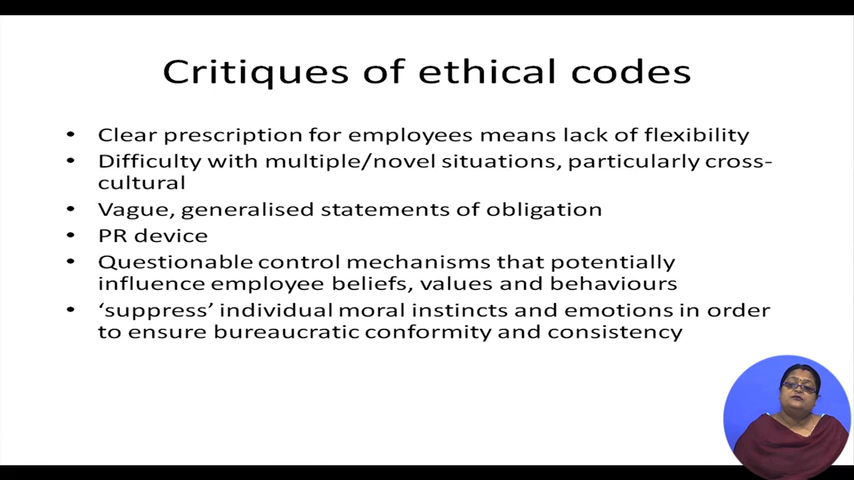 Critiques of ethical codes
• Clear prescription for employees means lack of flexibility
• Difficulty with multiple/novel situations, particularly cross-
cultural
• Vague, generalised statements of obligation
• PR device
• Questionable control mechanisms that potentially
influence employee beliefs, values and behaviours
• ‘suppress’ individual moral instincts and emotions in order
to ensure bureaucratic conformity and consistency